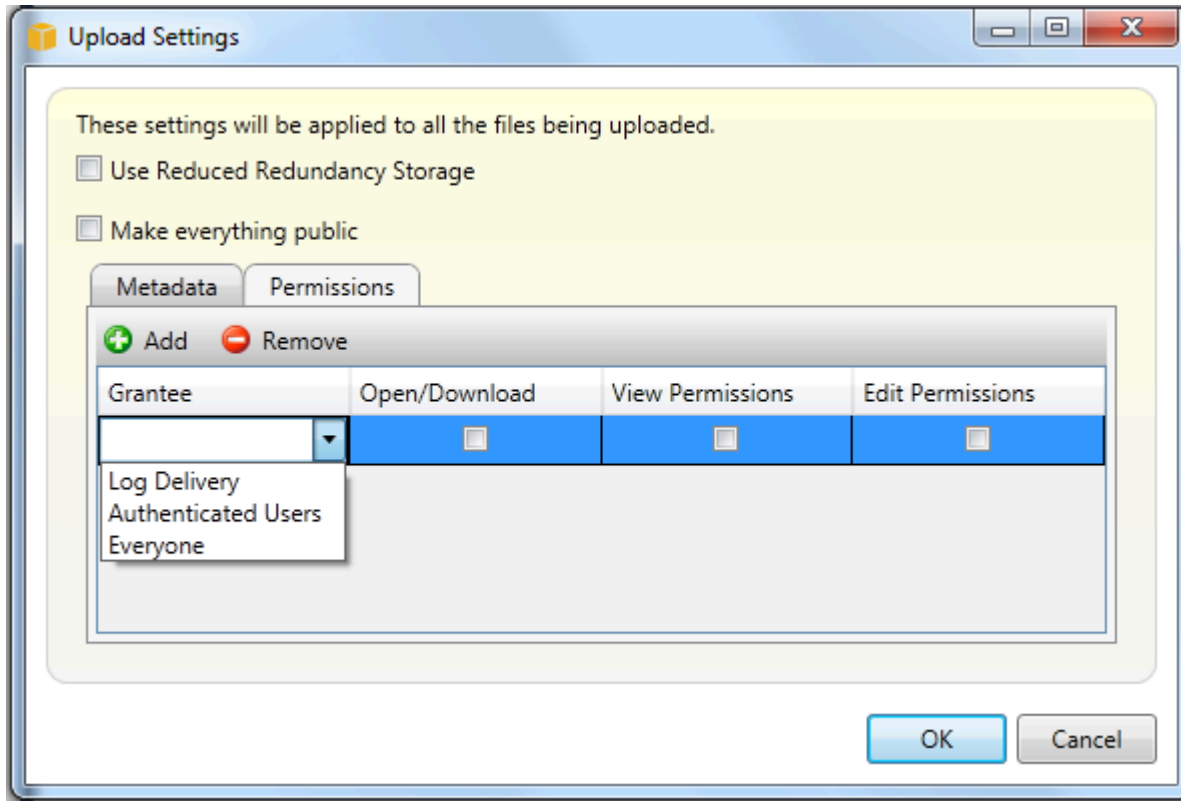 Upload Settings
These settings will be applied to all the files being uploaded.
Use Reduced Redundancy Storage
Make everything public
Metadata Permissions
Add Remove
Grantee Open/Download View Permissions Edit Permissions
Log Delivery
Authenticated Users
Everyone
OK Cancel